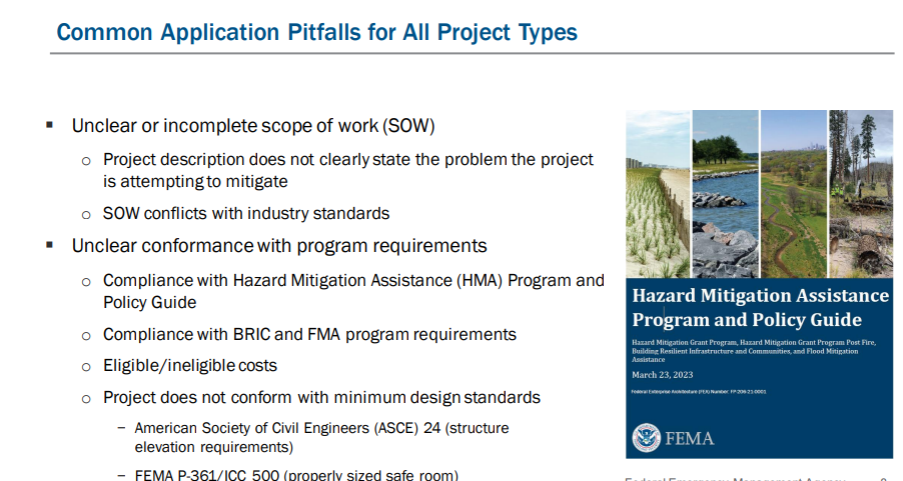 Common Application Pitfalls for All Project Types
▪ Unclear or incomplete scope of work (SOW)
o Project description does not clearly state the problem the project
is attempting to mitigate
o SOW conflicts with industry standards
▪ Unclear conformance with program requirements
o Compliance with Hazard Mitigation Assistance (HMA) Program and
Policy Guide
o Compliance with BRIC and FMA program requirements
o Eligible/ineligible costs
o Project does not conform with minimum design standards
− American Society of Civil Engineers (ASCE) 24 (structure
elevation requirements)
− FEMA P-361/ICC 500 (properly sized safe room)
Hazard Mitigation Assistance
Program and Policy Guide
Hazard Mitigation Grant Program, Hazard Mitigation Grant Program Post Fire,
Building Resilient Infrastructure and Communities, and Flood Mitigation
Assistance
March 23, 2023
Federal Enterprise Architecture (FEA) Number: FP-206-21-0001
FEMA
Federal Emergency Management Agency